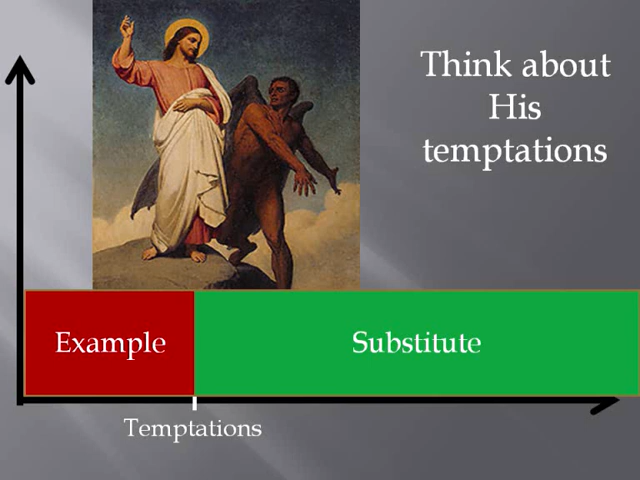 Think about
His
temptations
Example
Substitute
Temptations